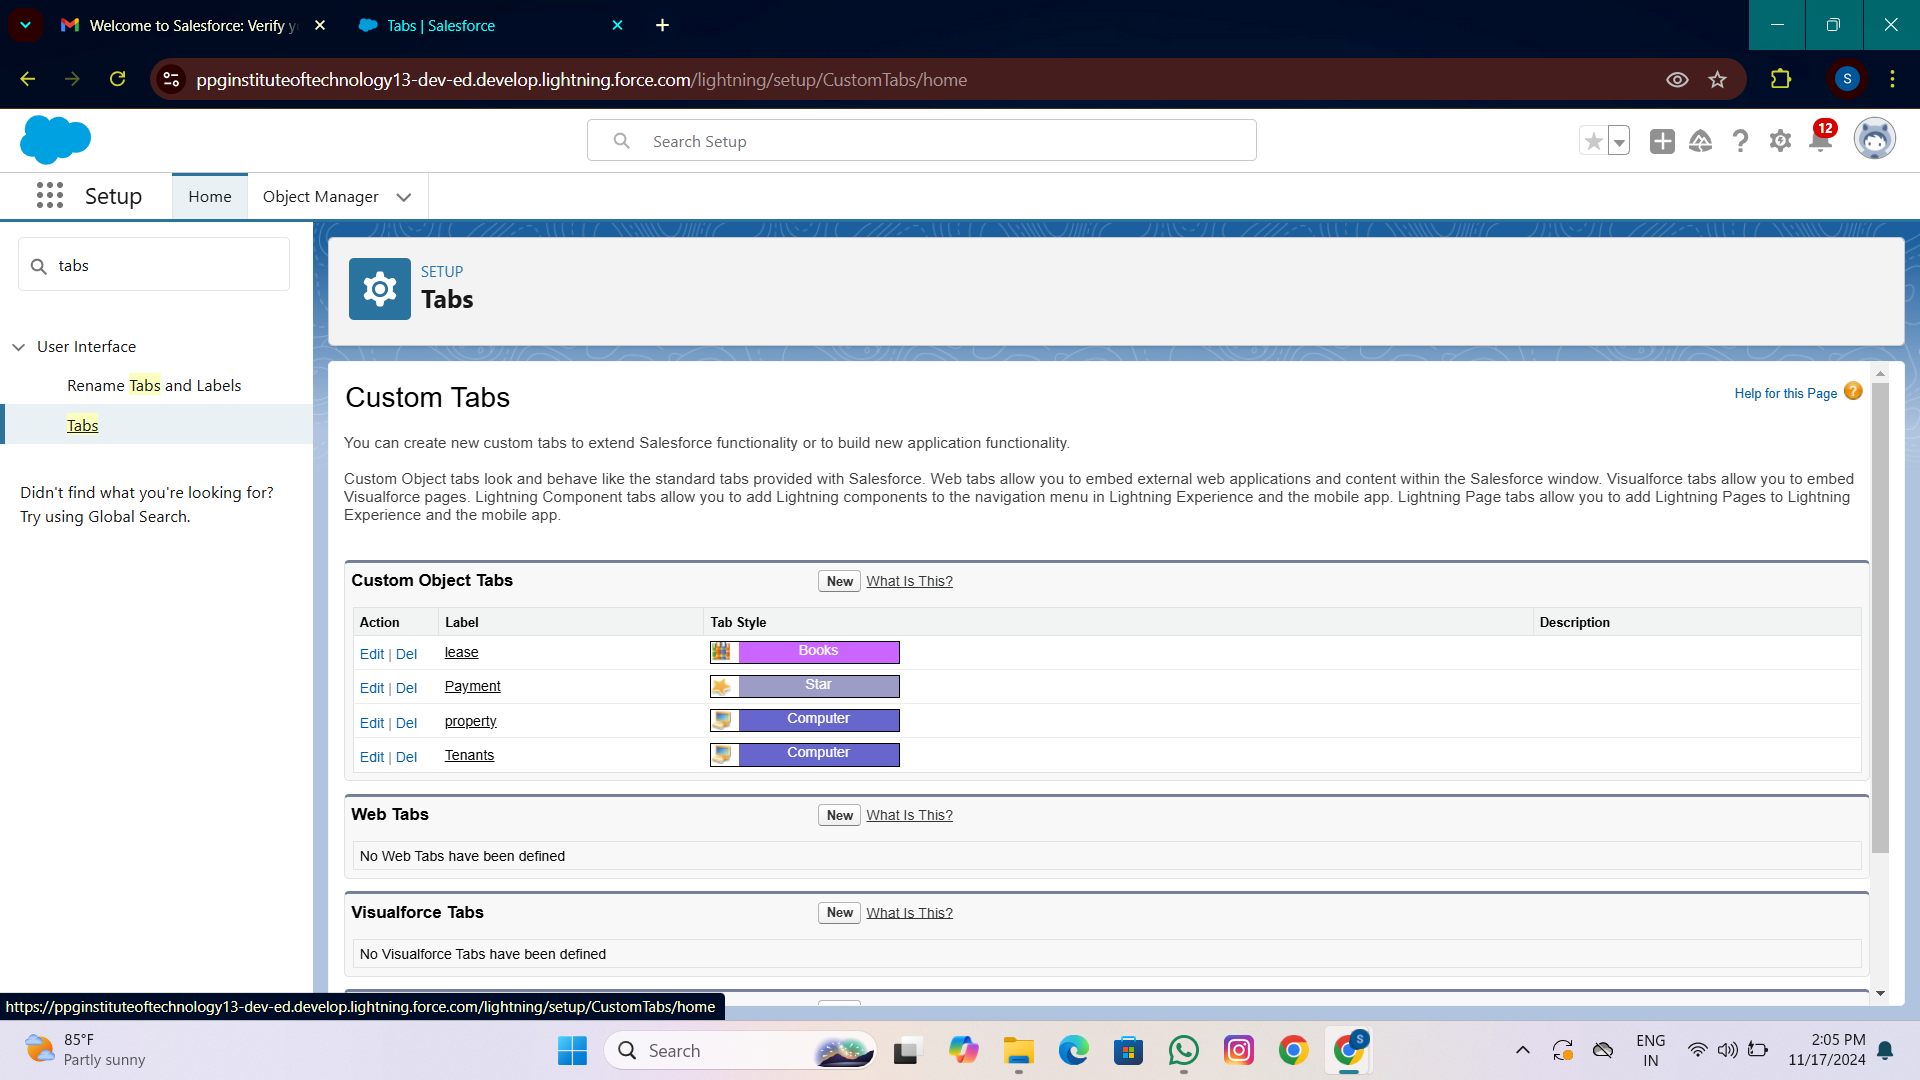 Welcome to Salesforce: Verify y
Tabs | Salesforce
ppginstituteoftechnology13-dev-ed.develop.lightning.force.com/lightning/setup/CustomTabs/home
S
Search Setup
12
Setup
Home
Object Manager
tabs
User Interface
Rename Tabs and Labels
Tabs
Didn't find what you're looking for?
Try using Global Search.
SETUP
Tabs
Custom Tabs
Help for this Page ?
You can create new custom tabs to extend Salesforce functionality or to build new application functionality.
Custom Object tabs look and behave like the standard tabs provided with Salesforce. Web tabs allow you to embed external web applications and content within the Salesforce window. Visualforce tabs allow you to embed
Visualforce pages. Lightning Component tabs allow you to add Lightning components to the navigation menu in Lightning Experience and the mobile app. Lightning Page tabs allow you to add Lightning Pages to Lightning
Experience and the mobile app.
Custom Object Tabs New What Is This?
Action Label Tab Style Description
Edit | Del lease Books
Edit | Del Payment Star
Edit | Del property Computer
Edit | Del Tenants Computer
Web Tabs New What Is This?
No Web Tabs have been defined
Visualforce Tabs New What Is This?
No Visualforce Tabs have been defined
https://ppginstituteoftechnology13-dev-ed.develop.lightning.force.com/lightning/setup/CustomTabs/home
85°F
Partly sunny
Search
S
ENG
IN
2:05 PM
11/17/2024